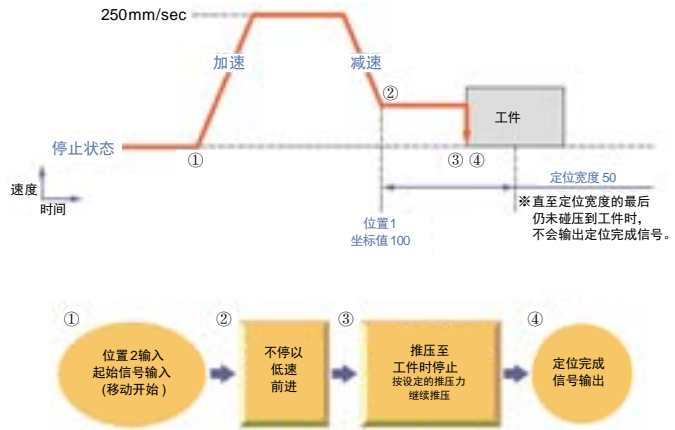 250mm/sec
加速
减速
②
工件
停止状态
①
③ ④
速度
时间
定位宽度 50
位置1
坐标值 100
※直至定位宽度的最后
仍未碰压到工件时，
不会输出定位完成信号。
①
②
③
④
位置 2输入
起始信号输入
(移动开始 )
不停以
低速
前进
推压至
工件时停止
按设定的推压力
继续推压
定位完成
信号输出